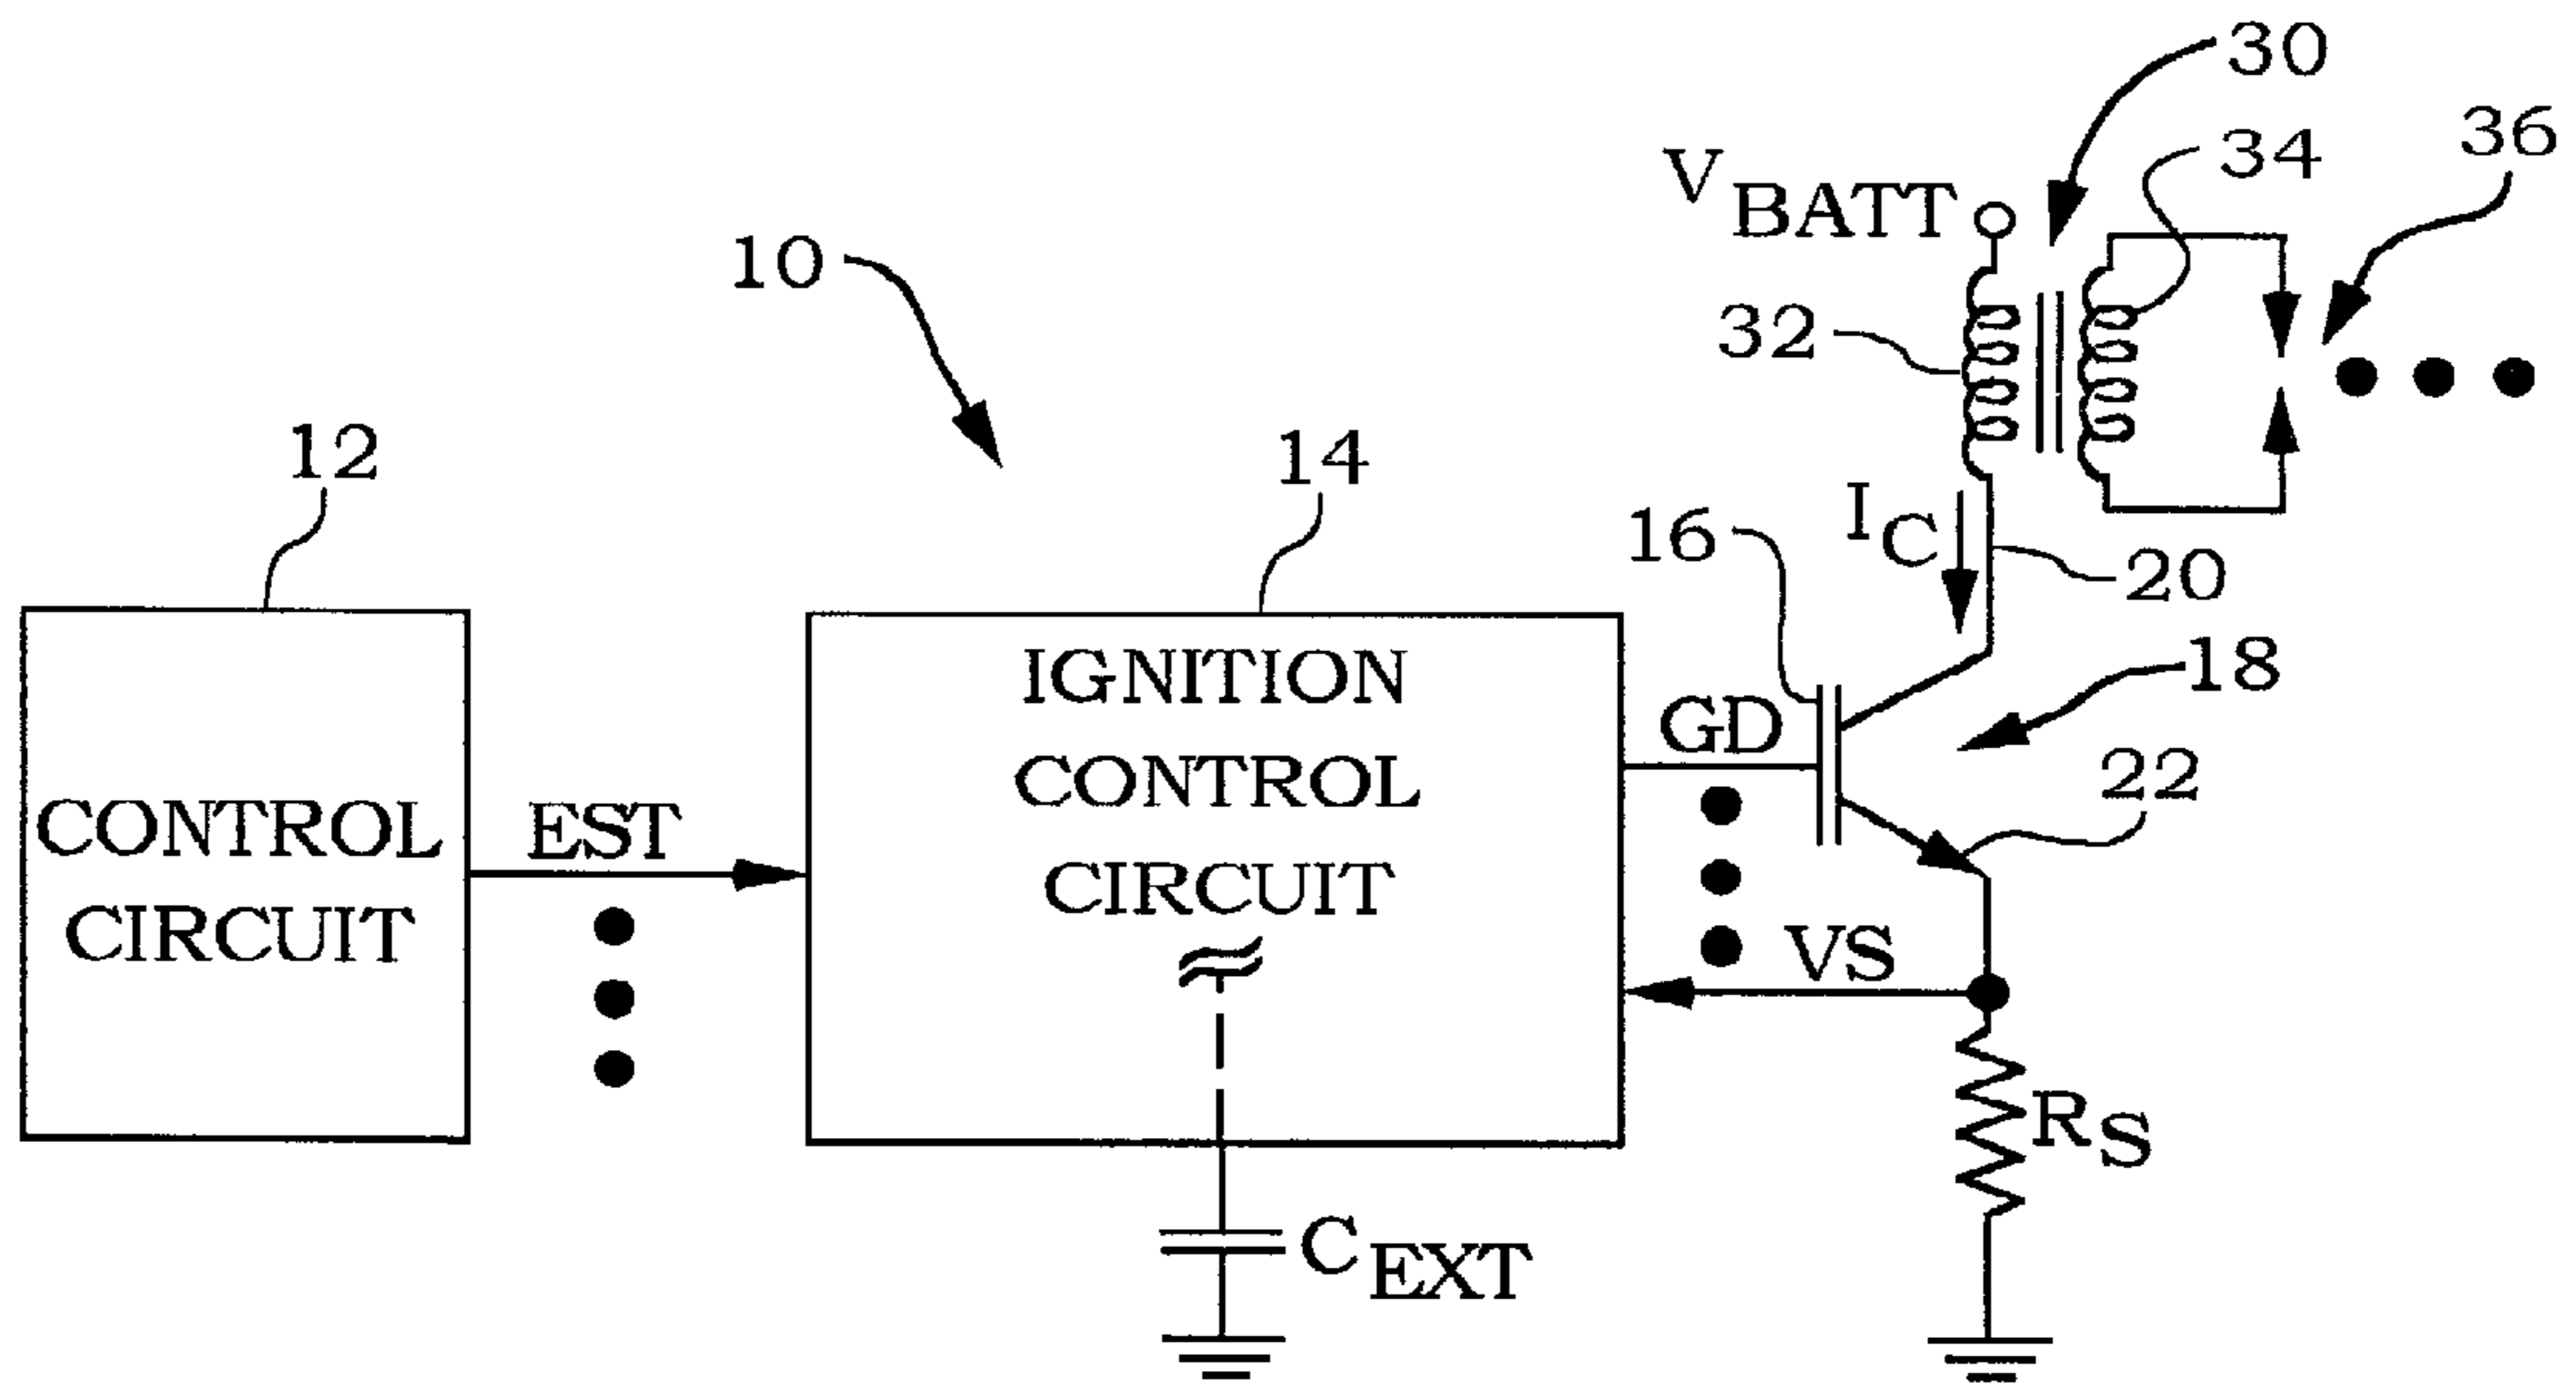 30
36
34
V BATT
10
32
12
14
I C
16
20
IGNITION
CONTROL
CIRCUIT
18
GD
22
CONTROL
CIRCUIT
EST
VS
R S
C EXT